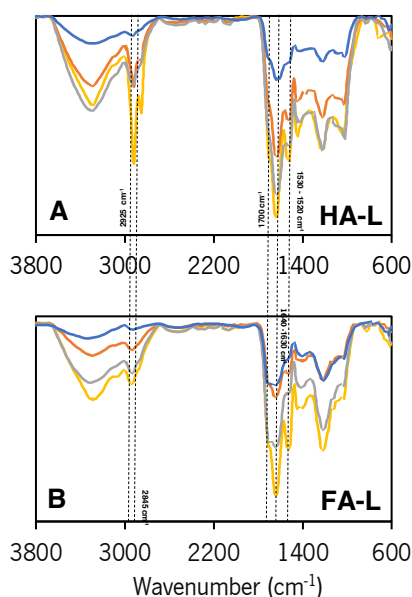 2925 cm⁻¹
1700 cm⁻¹
1530 - 1520 cm⁻¹
A
HA-L
3800 3000 2200 1400 600
1640 -1630 cm⁻¹
2845 cm⁻¹
B
FA-L
3800 3000 2200 1400 600
Wavenumber (cm⁻¹)